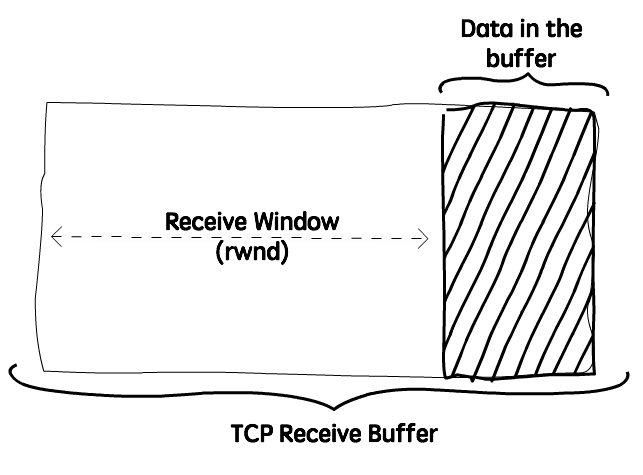 Data in the
buffer
Receive Window
(rwnd)
TCP Receive Buffer